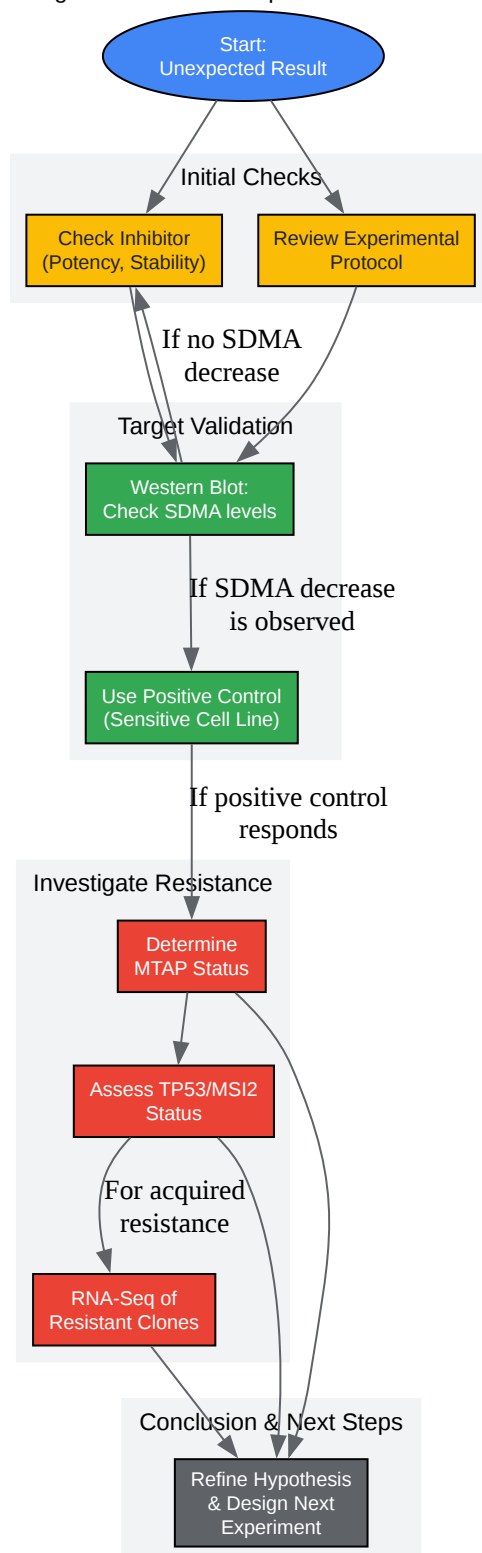 Start:
Unexpected Result
Initial Checks
Check Inhibitor
(Potency, Stability)
Review Experimental
Protocol
If no SDMA
decrease
Target Validation
Western Blot:
Check SDMA levels
If SDMA decrease
is observed
Use Positive Control
(Sensitive Cell Line)
If positive control
responds
Investigate Resistance
Determine
MTAP Status
Assess TP53/MSI2
Status
For acquired
resistance
RNA-Seq of
Resistant Clones
Conclusion & Next Steps
Refine Hypothesis
& Design Next
Experiment